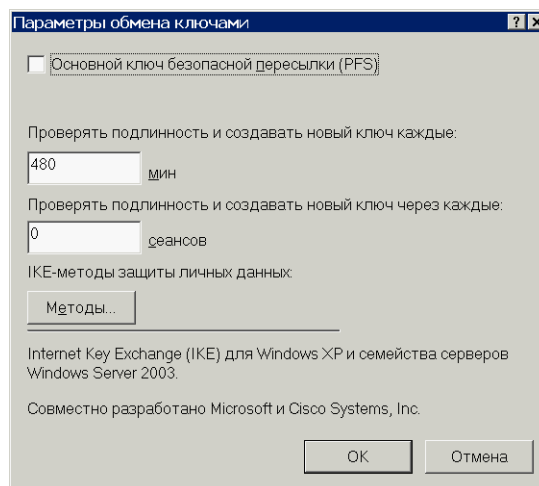 Параметры обмена ключами
Основной ключ безопасной пересылки (PFS)
Проверять подлинность и создавать новый ключ каждые:
480
мин
Проверять подлинность и создавать новый ключ через каждые:
0
сеансов
IKE-методы защиты личных данных:
Методы...
Internet Key Exchange (IKE) для Windows XP и семейства серверов
Windows Server 2003.
Совместно разработано Microsoft и Cisco Systems, Inc.
OK
Отмена